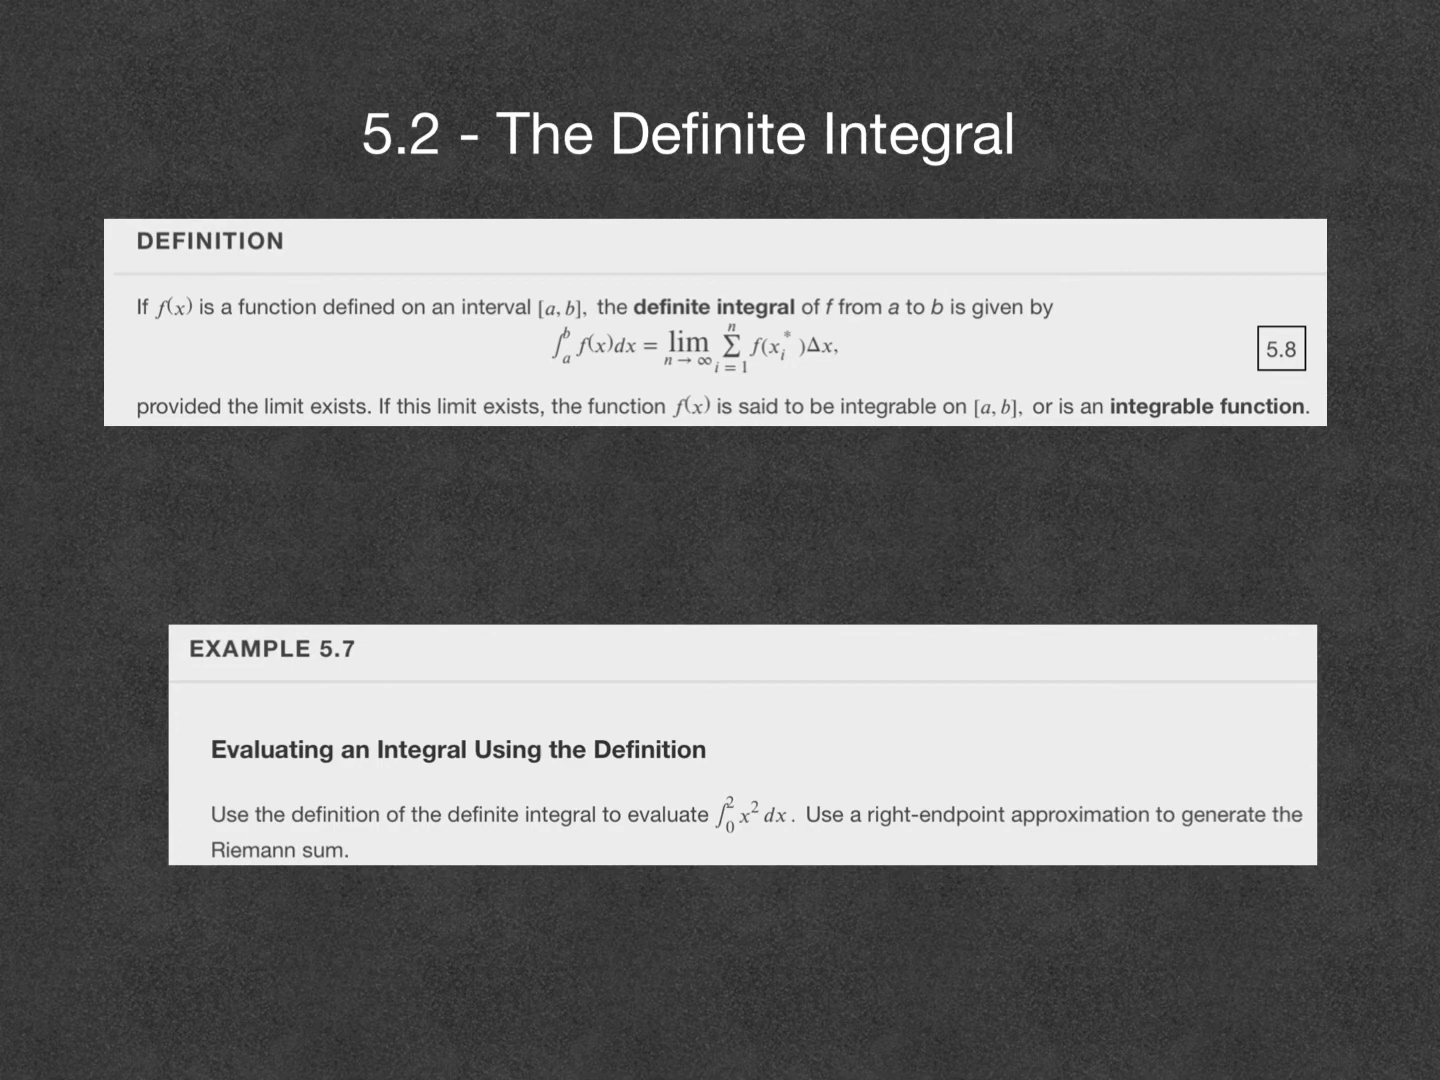 5.2 - The Definite Integral
DEFINITION
If f(x) is a function defined on an interval [a, b], the definite integral of f from a to b is given by
∫_a^b f(x)dx = lim_{n → ∞} Σ_{i = 1}^n f(x_i^*)Δx,
5.8
provided the limit exists. If this limit exists, the function f(x) is said to be integrable on [a, b], or is an integrable function.
EXAMPLE 5.7
Evaluating an Integral Using the Definition
Use the definition of the definite integral to evaluate ∫_0^2 x^2 dx. Use a right-endpoint approximation to generate the
Riemann sum.